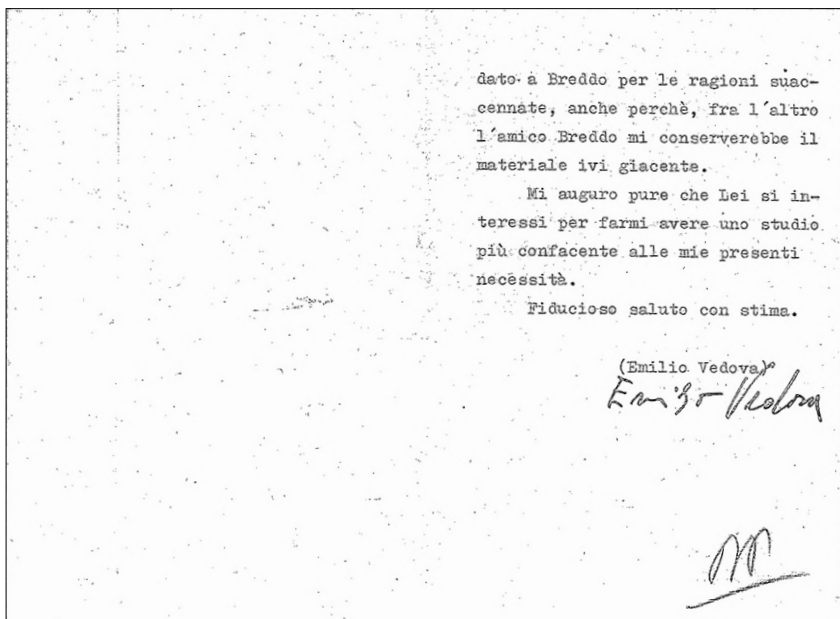 dato a Breddo per le ragioni suac-
cennate, anche perchè, fra l'altro
l'amico Breddo mi conserverebbe il
materiale ivi giacente.
Mi auguro pure che Lei si in-
teressi per farmi avere uno studio
più confacente alle mie presenti
necessità.
Fiducioso saluto con stima.
(Emilio Vedova)
Emilio Vedova